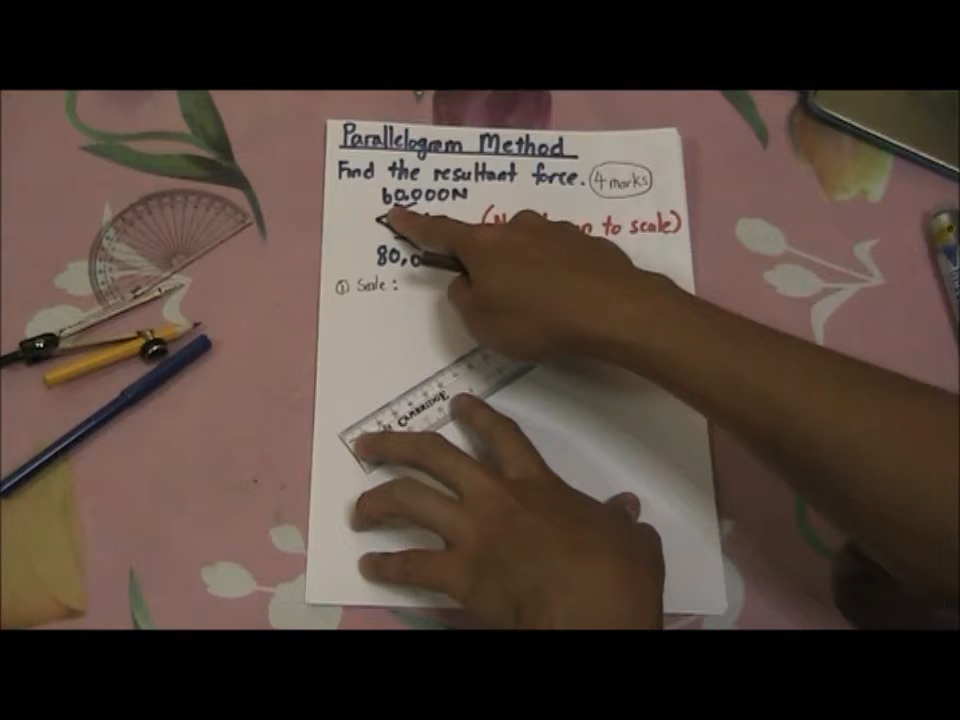 Parallelogram Method
Find the resultant force. 4 marks
60,000N
to scale)
80,0
① Scale :
CAMBRIDGE